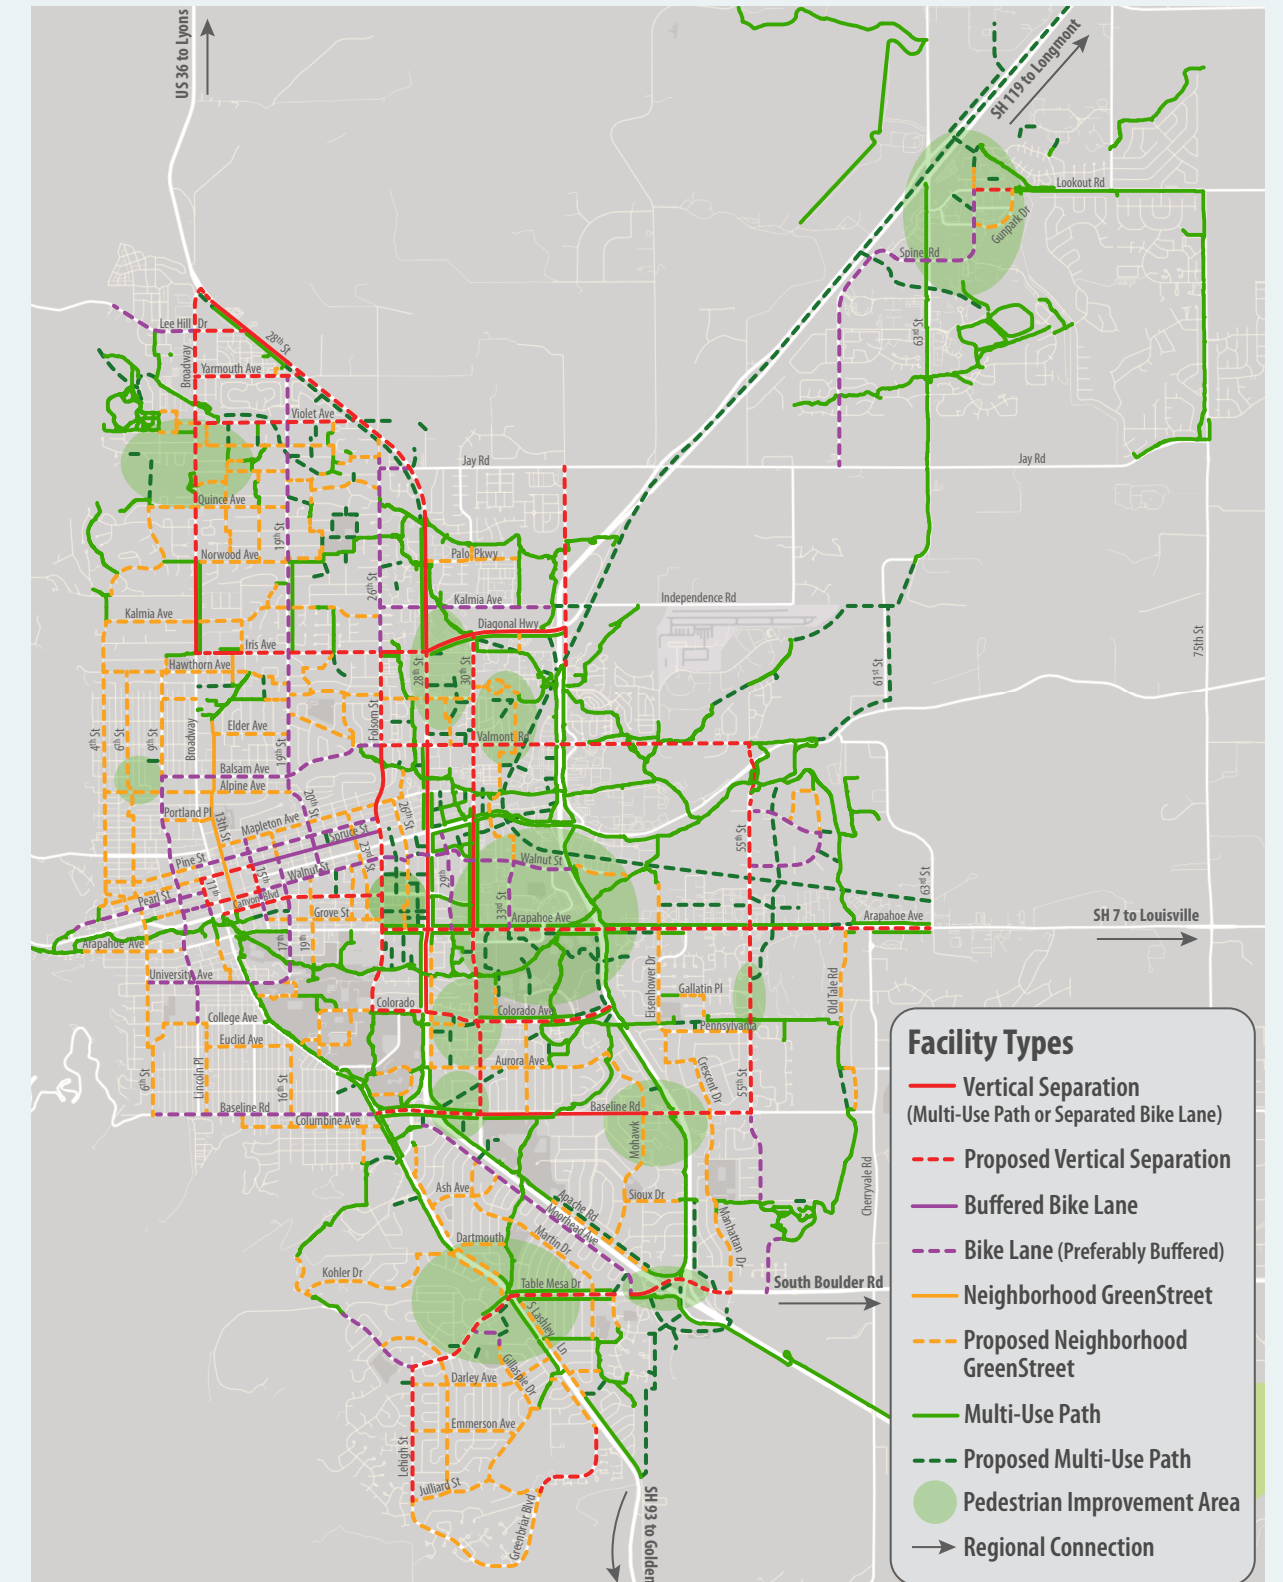 US 36 to Lyons
SH 119 to Longmont
Lookout Rd
Gunpark Dr
Spine Rd
63rd St
Lee Hill Dr
28th St
Broadway
Yarmouth Ave
Violet Ave
Jay Rd
Jay Rd
Quince Ave
19th St
Norwood Ave
Palo Pkwy
26th St
Kalmia Ave
Independence Rd
Kalmia Ave
Diagonal Hwy
Iris Ave
Hawthorn Ave
28th St
30th St
61st St
75th St
4th St
6th St
9th St
Broadway
Elder Ave
19th St
Folsom St
Valmont Rd
Balsam Ave
Alpine Ave
Portland Pl
13th St
Mapleton Ave
20th St
26th St
Spruce St
23rd St
55th St
Pine St
Walnut St
15th
Walnut St
29th
33rd St
63rd St
Pearl St
11th
Canyon Blvd
Grove St
Arapahoe Ave
Arapahoe Ave
SH 7 to Louisville
Arapahoe Ave
17th
19th
University Ave
Eisenhower Dr
Gallatin Pl
Old Tale Rd
Colorado
Colorado Ave
College Ave
Pennsylvania
Euclid Ave
Aurora Ave
6th St
Lincoln Pl
16th St
Crescent Dr
55th St
Baseline Rd
Baseline Rd
Columbine Ave
Mohawk
Cherryvale Rd
Ash Ave
Apache Rd
Moorhead Ave
Sioux Dr
Manhattan Dr
Dartmouth
Martin Dr
Kohler Dr
Table Mesa Dr
South Boulder Rd
S Lashley Ln
Gillaspie Dr
Darley Ave
Emmerson Ave
Lehigh St
Julliard St
Greenbriar Blvd
SH 93 to Golden
Facility Types
Vertical Separation
(Multi-Use Path or Separated Bike Lane)
Proposed Vertical Separation
Buffered Bike Lane
Bike Lane (Preferably Buffered)
Neighborhood GreenStreet
Proposed Neighborhood
GreenStreet
Multi-Use Path
Proposed Multi-Use Path
Pedestrian Improvement Area
Regional Connection